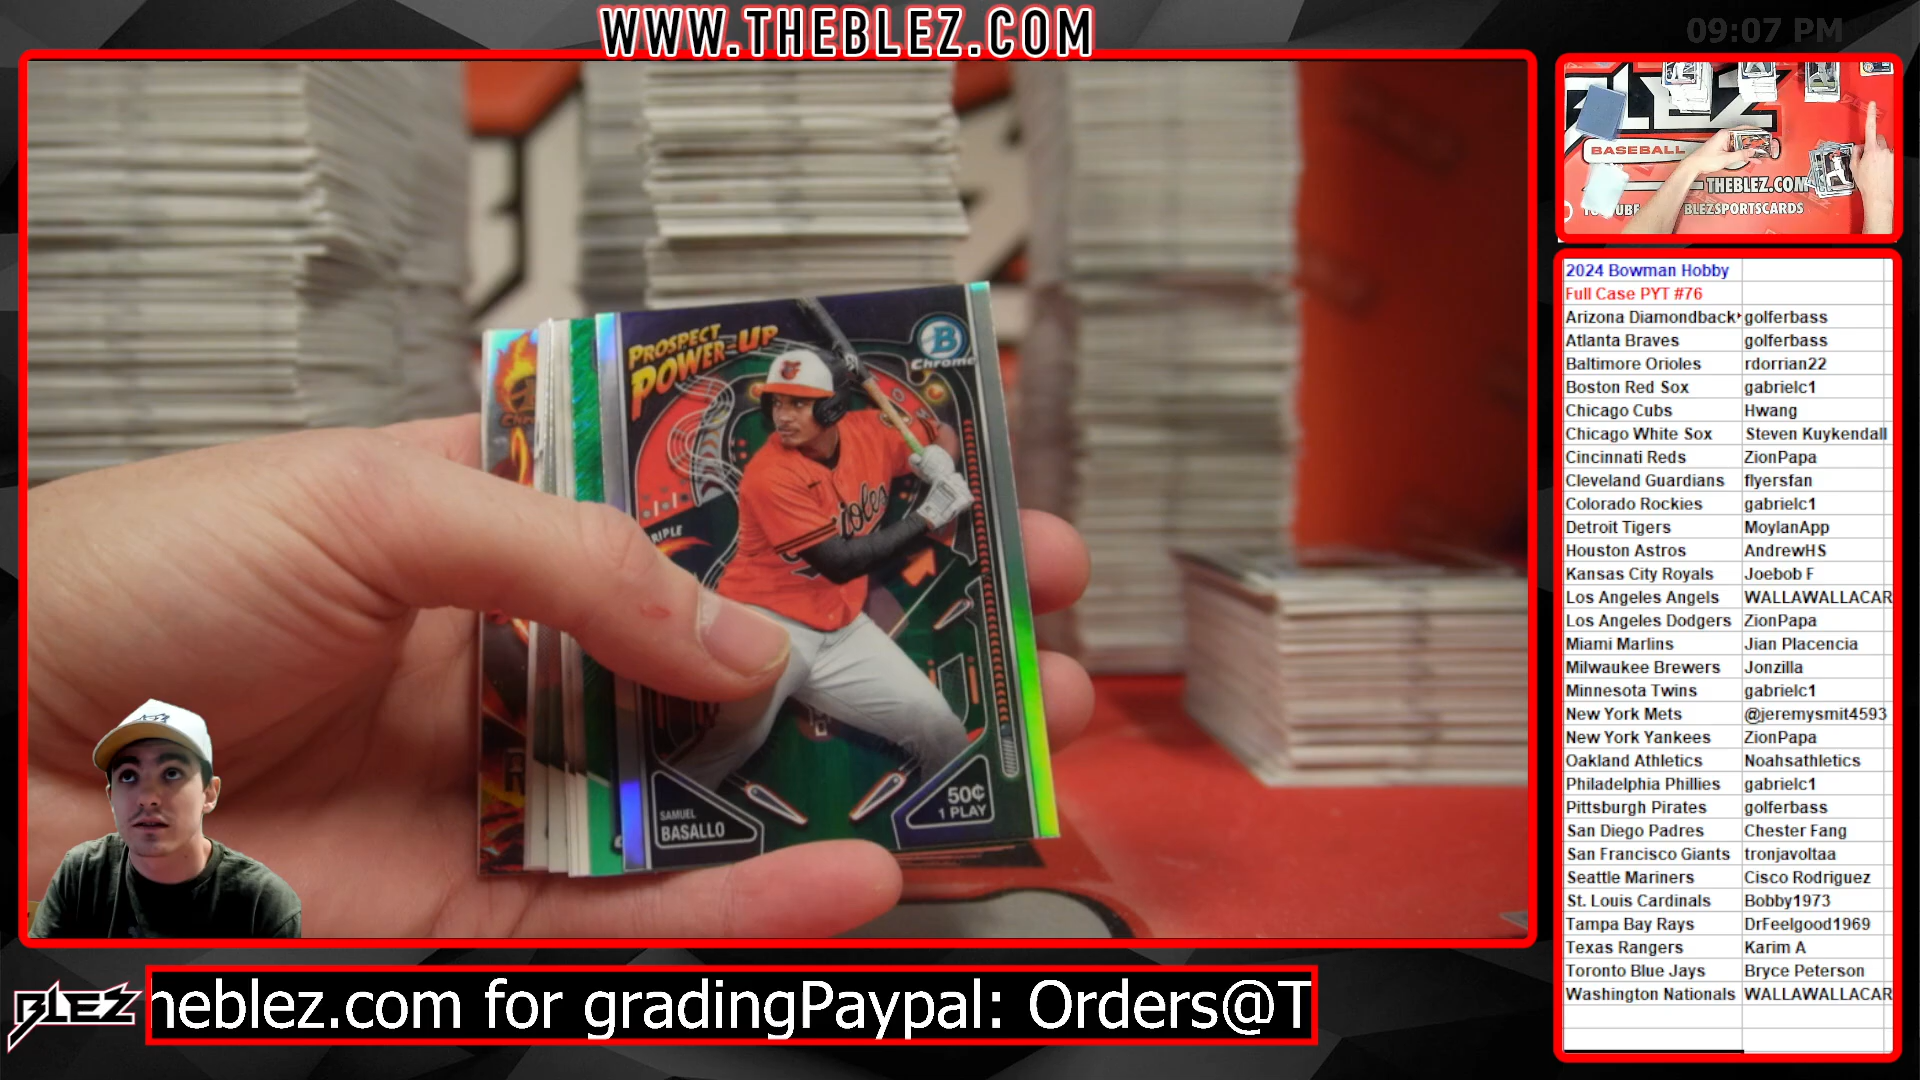 WWW.THEBLEZ.COM
09:07 PM
PROSPECT
POWER-UP
B
Chrome
SAMUEL
BASALLO
50¢
1 PLAY
BLEZ
BASEBALL
THEBLEZ.COM
BLEZSPORTSCARDS
2024 Bowman Hobby
Full Case PYT #76
Arizona Diamondback golferbass
Atlanta Braves golferbass
Baltimore Orioles rdorrian22
Boston Red Sox gabrielc1
Chicago Cubs Hwang
Chicago White Sox Steven Kuykendall
Cincinnati Reds ZionPapa
Cleveland Guardians flyersfan
Colorado Rockies gabrielc1
Detroit Tigers MoylanApp
Houston Astros AndrewHS
Kansas City Royals Joebob F
Los Angeles Angels WALLAWALLACAR
Los Angeles Dodgers ZionPapa
Miami Marlins Jian Placencia
Milwaukee Brewers Jonzilla
Minnesota Twins gabrielc1
New York Mets @jeremysmit4593
New York Yankees ZionPapa
Oakland Athletics Noahsathletics
Philadelphia Phillies gabrielc1
Pittsburgh Pirates golferbass
San Diego Padres Chester Fang
San Francisco Giants tronjavoltaa
Seattle Mariners Cisco Rodriguez
St. Louis Cardinals Bobby1973
Tampa Bay Rays DrFeelgood1969
Texas Rangers Karim A
Toronto Blue Jays Bryce Peterson
Washington Nationals WALLAWALLACAR
BLEZ
heblez.com for gradingPaypal: Orders@T